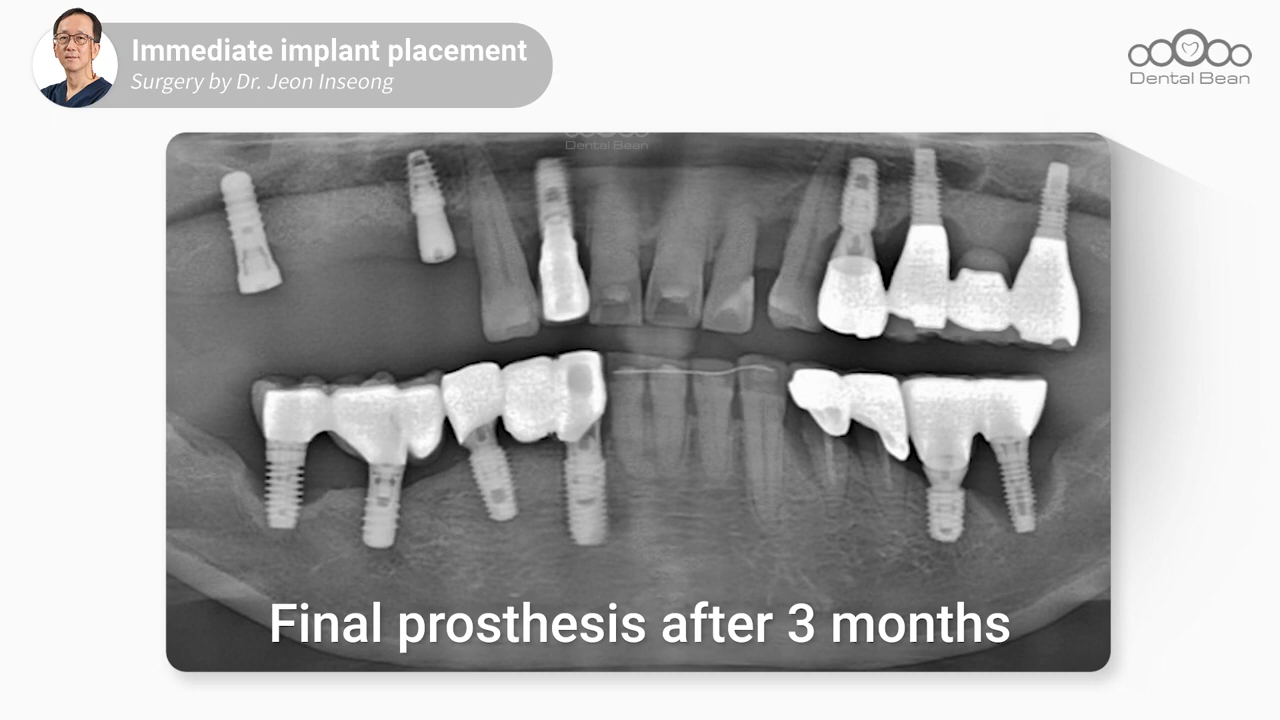 Immediate implant placement
Surgery by Dr. Jeon Inseong
Dental Bean
Dental Bean
Final prosthesis after 3 months